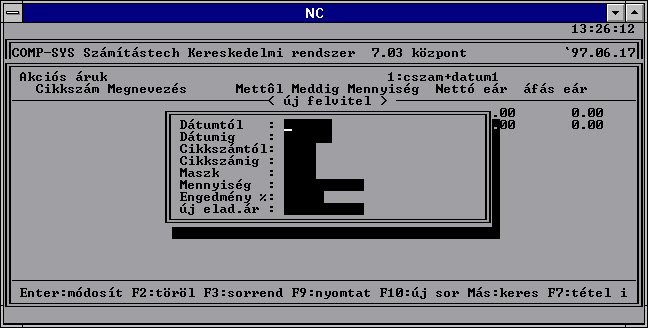 NC
13:26:12
COMP-SYS Számítástech Kereskedelmi rendszer 7.03 központ `97.06.17
Akciós áruk 1:cszam+datum1
Cikkszám Megnevezés Mettôl Meddig Mennyiség Nettó eár áfás eár
< új felvitel >
.00 0.00
Dátumtól : .00 0.00
Dátumig :
Cikkszámtól:
Cikkszámig :
Maszk :
Mennyiség :
Engedmény %:
új elad.ár :
Enter:módosít F2:töröl F3:sorrend F9:nyomtat F10:új sor Más:keres F7:tétel i